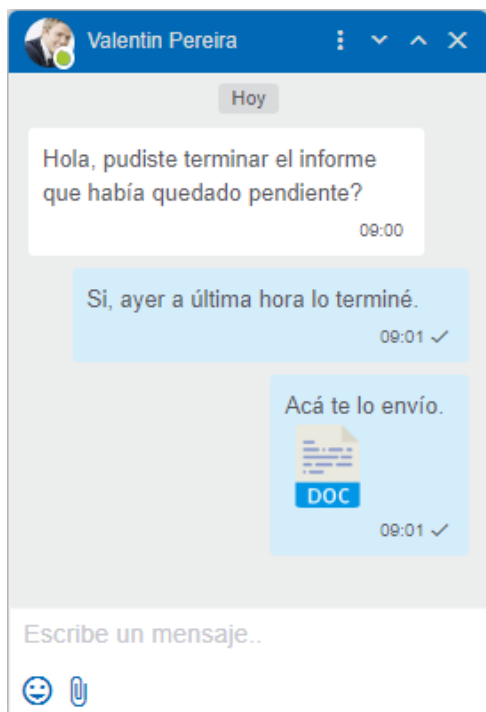 Valentin Pereira
Hoy
Hola, pudiste terminar el informe
que había quedado pendiente?
09:00
Si, ayer a última hora lo terminé.
09:01
Acá te lo envío.
DOC
09:01
Escribe un mensaje..